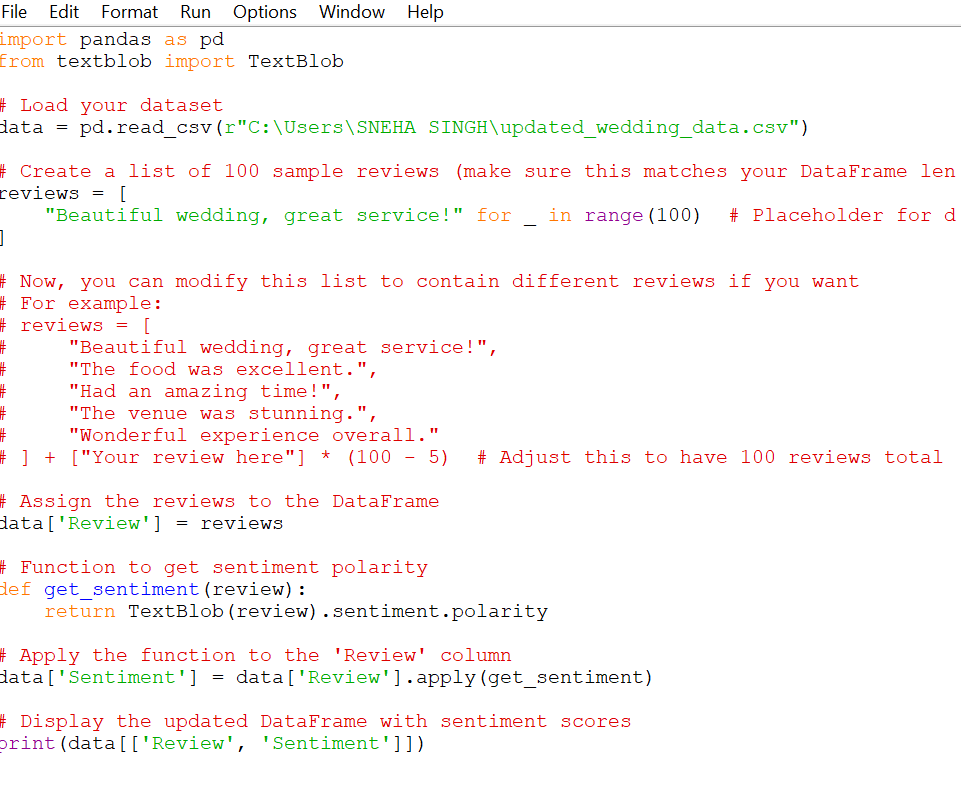 File Edit Format Run Options Window Help
import pandas as pd
from textblob import TextBlob
# Load your dataset
data = pd.read_csv(r"C:\Users\SNEHA SINGH\updated_wedding_data.csv")
# Create a list of 100 sample reviews (make sure this matches your DataFrame len
reviews = [
    "Beautiful wedding, great service!" for _ in range(100)  # Placeholder for d
]
# Now, you can modify this list to contain different reviews if you want
# For example:
# reviews = [
#     "Beautiful wedding, great service!",
#     "The food was excellent.",
#     "Had an amazing time!",
#     "The venue was stunning.",
#     "Wonderful experience overall."
# ] + ["Your review here"] * (100 - 5)  # Adjust this to have 100 reviews total
# Assign the reviews to the DataFrame
data['Review'] = reviews
# Function to get sentiment polarity
def get_sentiment(review):
    return TextBlob(review).sentiment.polarity
# Apply the function to the 'Review' column
data['Sentiment'] = data['Review'].apply(get_sentiment)
# Display the updated DataFrame with sentiment scores
print(data[['Review', 'Sentiment']])